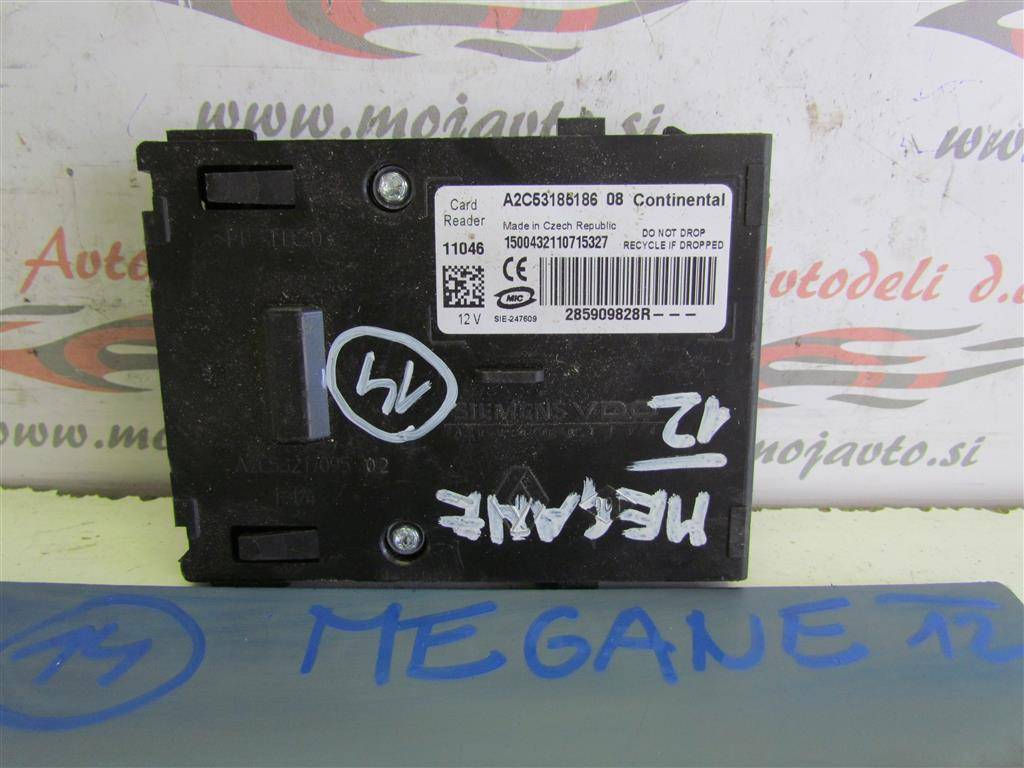 www.mojavto.si
Avtodel
Avtodeli d.
www.mojavto.si
Card
Reader
11046
12 V
A2C53185186 08 Continental
Made in Czech Republic
1500432110715327
DO NOT DROP
RECYCLE IF DROPPED
CE
MIC
SIE-247609
285909828R---
14
SIEMENS VDO
A2C53217095 02
12
MEGANE
14
MEGANE 12